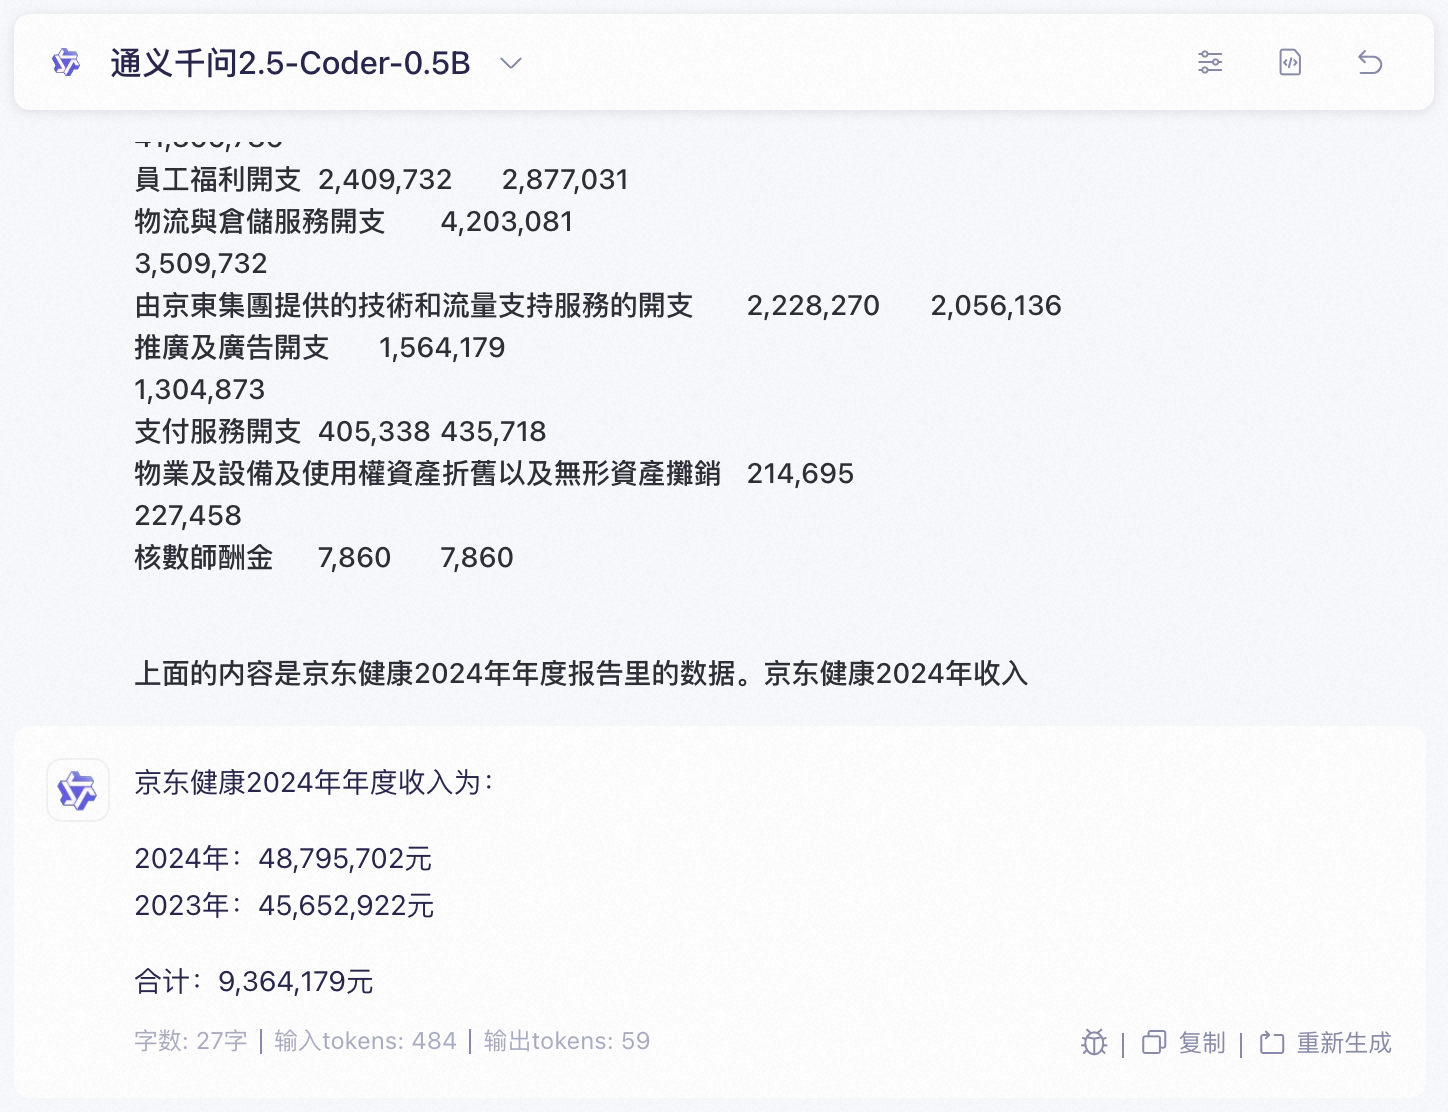 通义千问2.5-Coder-0.5B
員工福利開支 2,409,732 2,877,031
物流與倉儲服務開支 4,203,081
3,509,732
由京東集團提供的技術和流量支持服務的開支 2,228,270 2,056,136
推廣及廣告開支 1,564,179
1,304,873
支付服務開支 405,338 435,718
物業及設備及使用權資產折舊以及無形資產攤銷 214,695
227,458
核數師酬金 7,860 7,860
上面的内容是京东健康2024年年度报告里的数据。京东健康2024年收入
京东健康2024年年度收入为：
2024年：48,795,702元
2023年：45,652,922元
合计：9,364,179元
字数: 27字 | 输入tokens: 484 | 输出tokens: 59
| 复制 | 重新生成